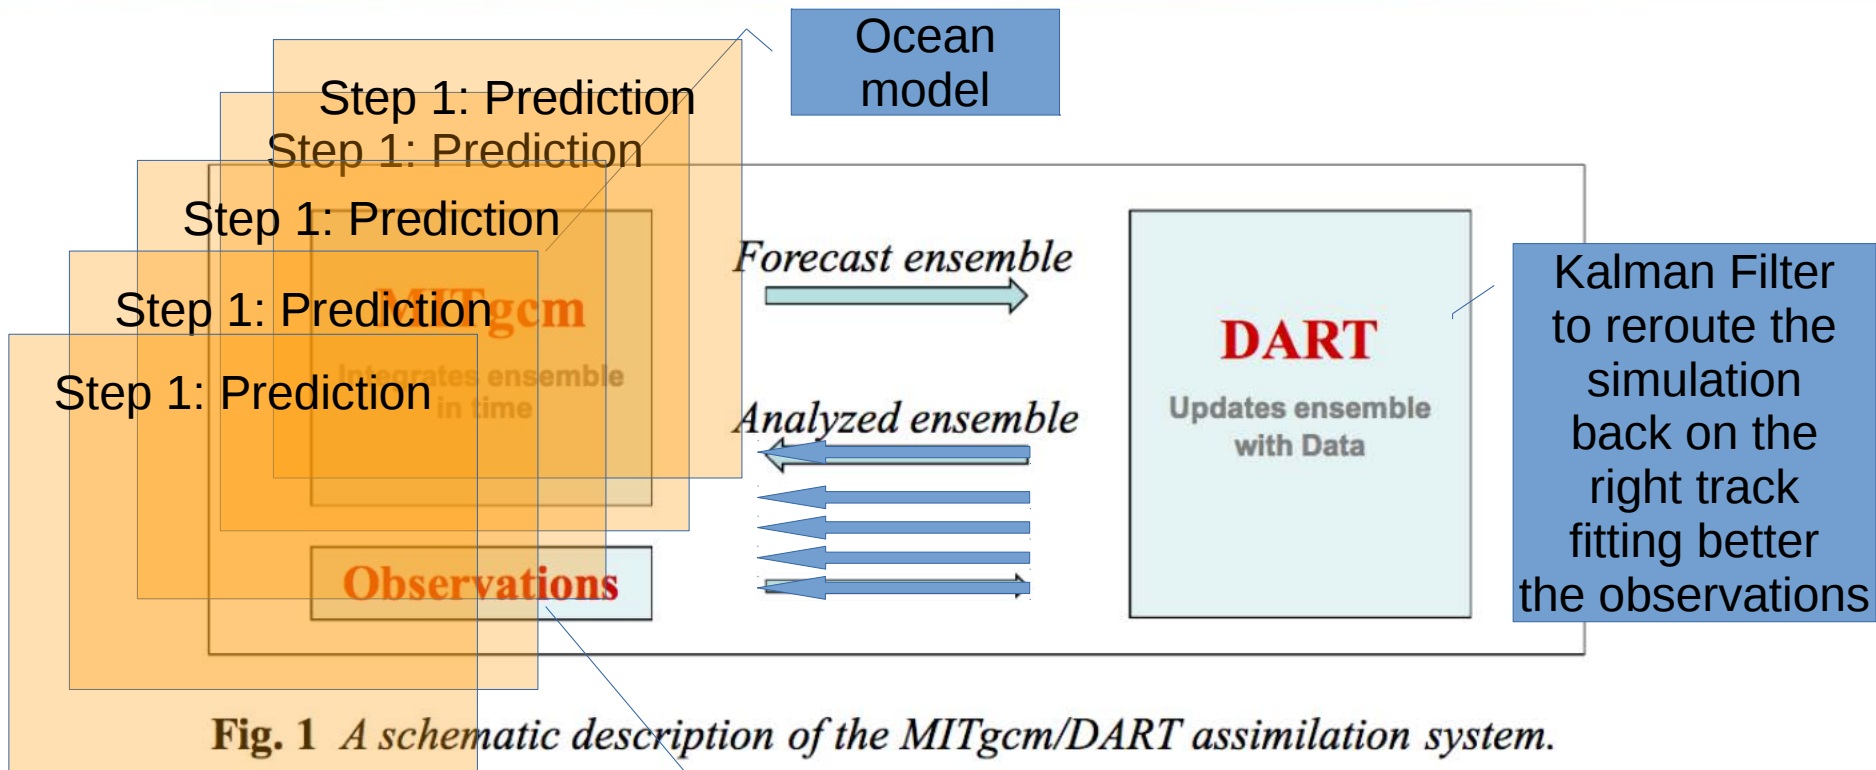 Ocean
model
Step 1: Prediction
Step 1: Prediction
Step 1: Prediction
Step 1: Prediction
Step 1: Prediction
MITgcm
Integrates ensemble
in time
Observations
Forecast ensemble
Analyzed ensemble
DART
Updates ensemble
with Data
Kalman Filter
to reroute the
simulation
back on the
right track
fitting better
the observations
Fig. 1 A schematic description of the MITgcm/DART assimilation system.